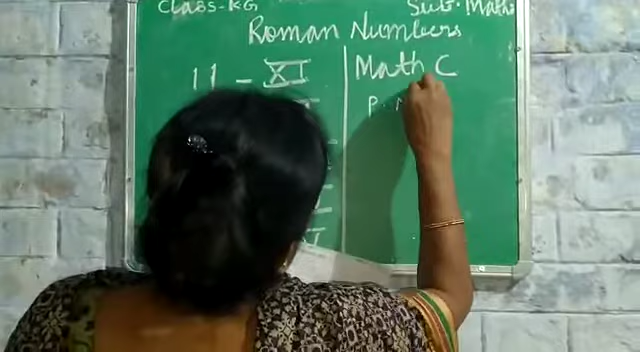 Class-KG
Sub. Maths
Roman Numbers
11 - XI
Math C
P.